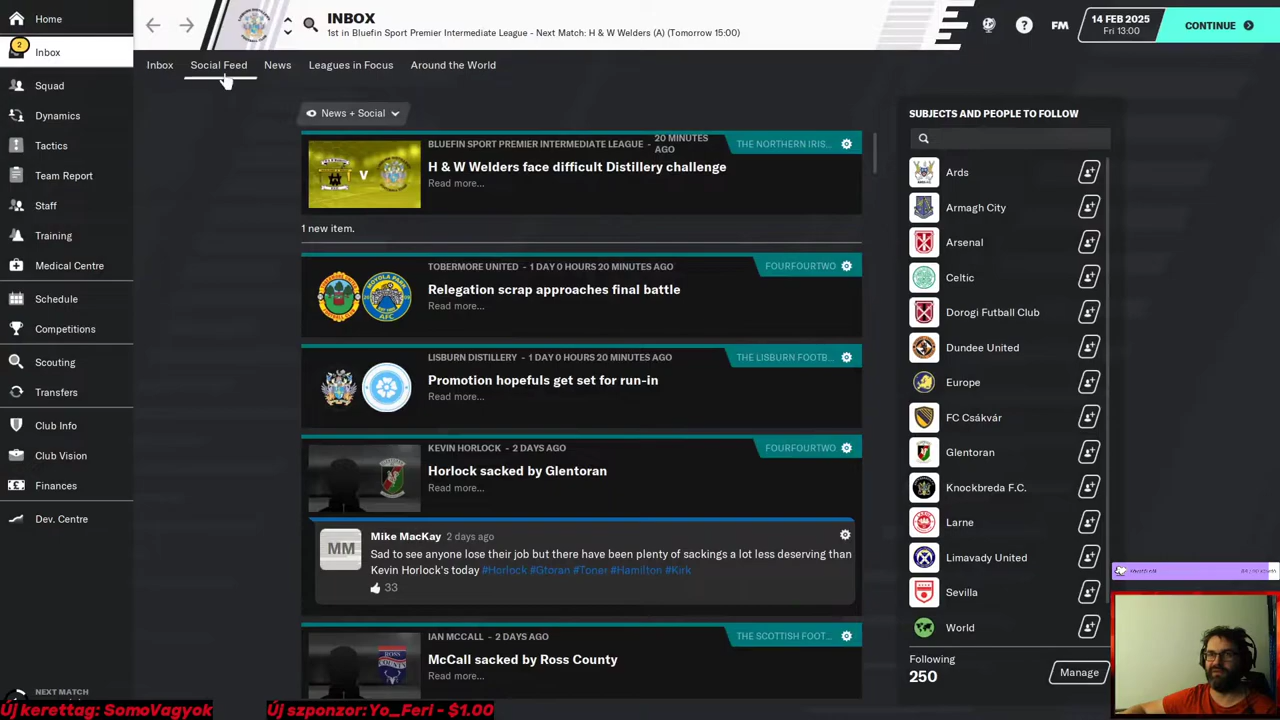 Home
Inbox
2
Squad
Dynamics
Tactics
Team Report
Staff
Training
Medical Centre
Schedule
Competitions
Scouting
Transfers
Club Info
Club Vision
Finances
Dev. Centre
NEXT MATCH
INBOX
1st in Bluefin Sport Premier Intermediate League - Next Match: H & W Welders (A) (Tomorrow 15:00)
FM
14 FEB 2025
Fri 13:00
CONTINUE
Inbox
Social Feed
News
Leagues in Focus
Around the World
News + Social
BLUEFIN SPORT PREMIER INTERMEDIATE LEAGUE - 20 MINUTES AGO
THE NORTHERN IRIS...
v
H & W Welders face difficult Distillery challenge
Read more...
1 new item.
TOBERMORE UNITED - 1 DAY 0 HOURS 20 MINUTES AGO
FOURFOURTWO
Relegation scrap approaches final battle
Read more...
LISBURN DISTILLERY - 1 DAY 0 HOURS 20 MINUTES AGO
THE LISBURN FOOTB...
Promotion hopefuls get set for run-in
Read more...
KEVIN HORLOCK - 2 DAYS AGO
FOURFOURTWO
Horlock sacked by Glentoran
Read more...
MM
Mike MacKay 2 days ago
Sad to see anyone lose their job but there have been plenty of sackings a lot less deserving than
Kevin Horlock's today #Horlock #Gtoran #Toner #Hamilton #Kirk
33
IAN MCCALL - 2 DAYS AGO
THE SCOTTISH FOOT...
McCall sacked by Ross County
Read more...
SUBJECTS AND PEOPLE TO FOLLOW
Ards
Armagh City
Arsenal
Celtic
Dorogi Futball Club
Dundee United
Europe
FC Csákvár
Glentoran
Knockbreda F.C.
Larne
Limavady United
Sevilla
World
Following
250
Manage
Új kerettag: SomoVagyok
Új szponzor: Yo_Feri - $1.00